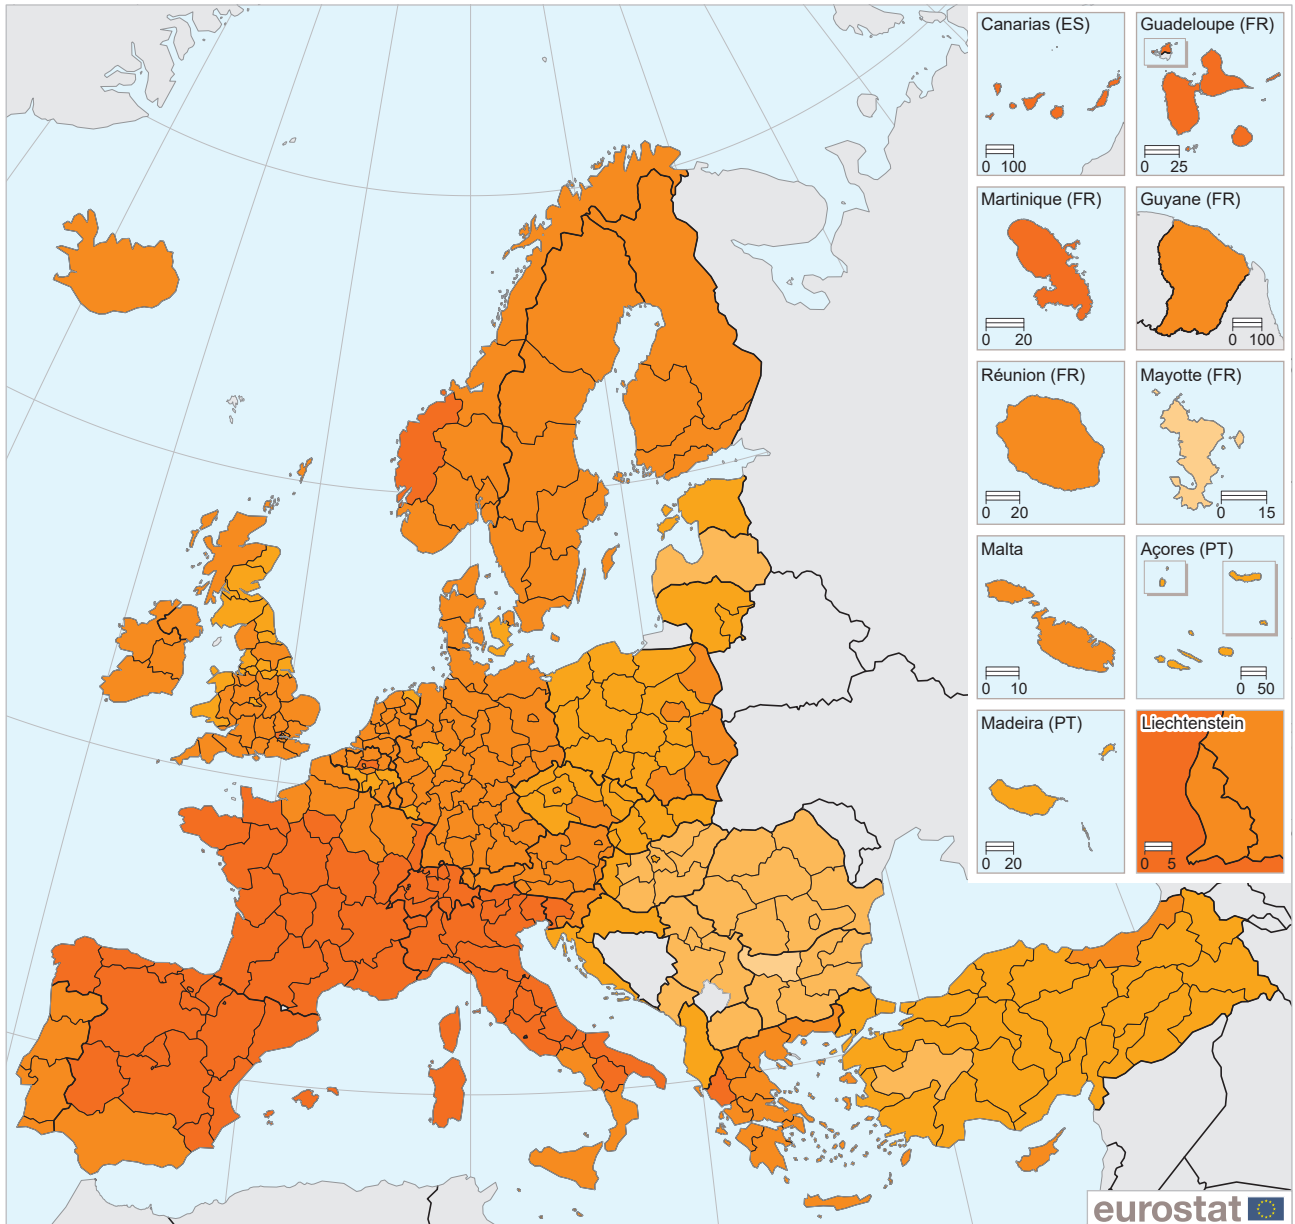 Canarias (ES)
0 100
Guadeloupe (FR)
0 25
Martinique (FR)
0 20
Guyane (FR)
0 100
Réunion (FR)
0 20
Mayotte (FR)
0 15
Malta
0 10
Açores (PT)
0 50
Madeira (PT)
0 20
Liechtenstein
0 5
eurostat